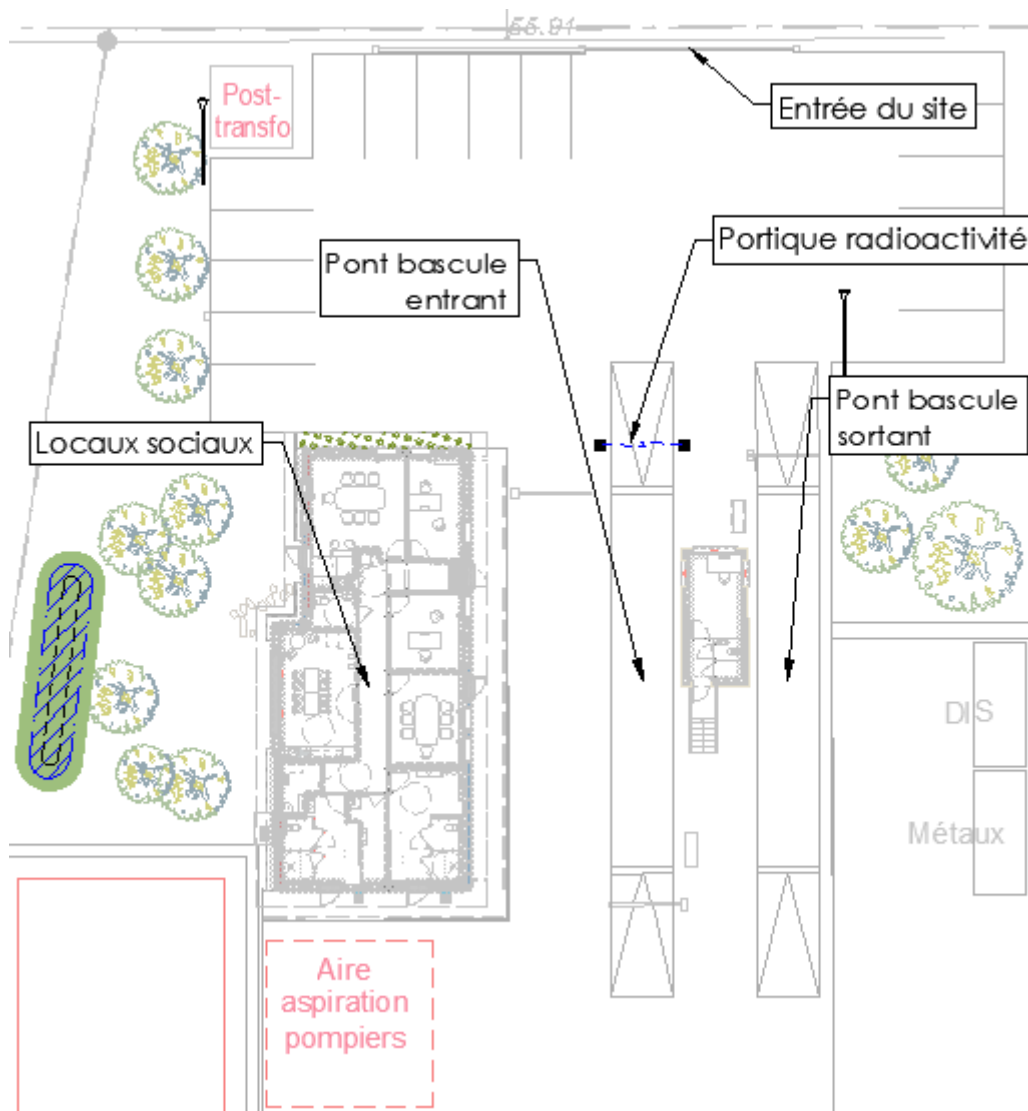 55.91
Post-
transfo
Entrée du site
Portique radioactivité
Pont bascule
entrant
Pont bascule
sortant
Locaux sociaux
DIS
Métaux
Aire
aspiration
pompiers